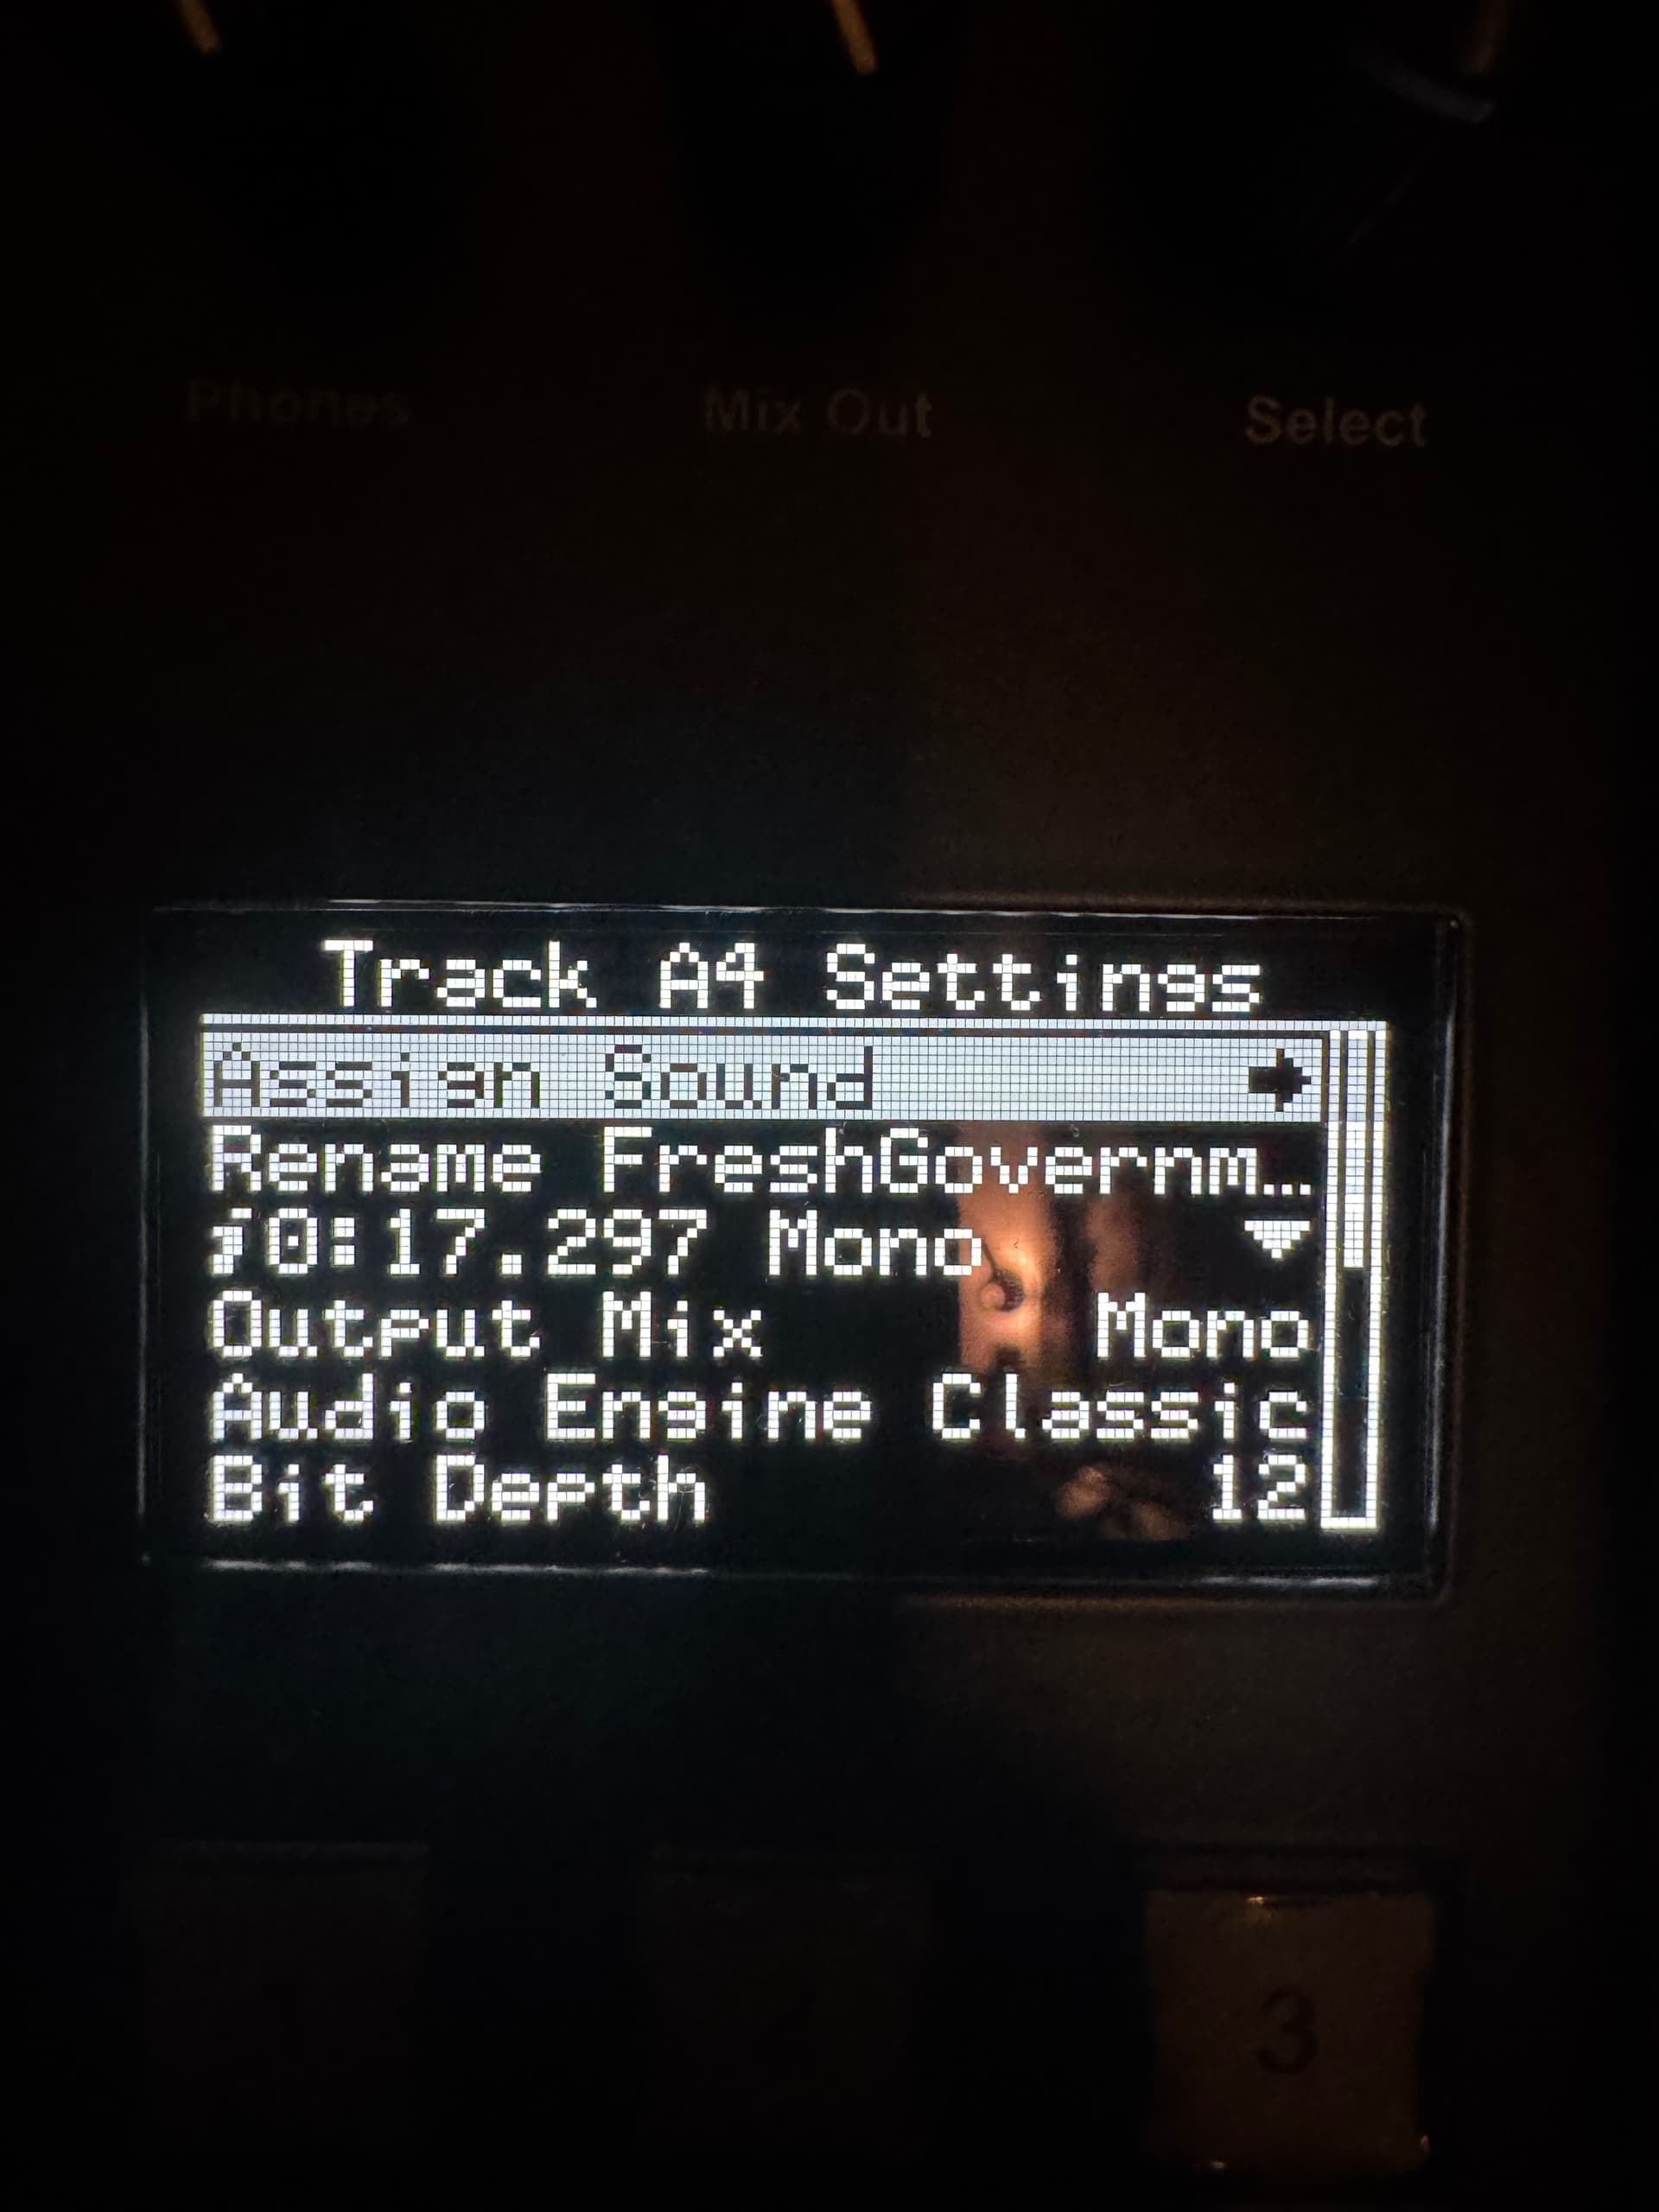 Phones Mix Out Select
Track A4 Settings
Assign Sound
Rename FreshGovernm…
0:17.297 Mono
Output Mix Mono
Audio Engine Classic
Bit Depth 12
3